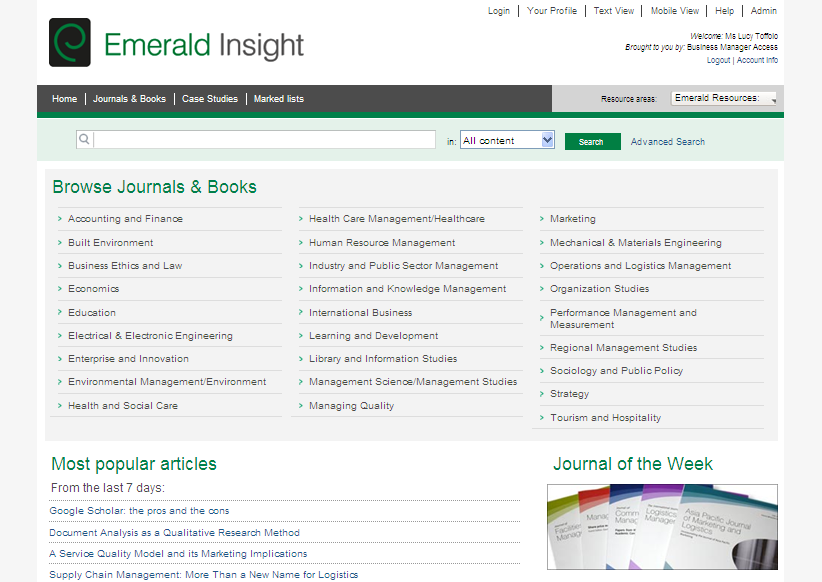 Login | Your Profile | Text View | Mobile View | Help | Admin
Emerald Insight
Welcome: Ms Lucy Toffolo
Brought to you by: Business Manager Access
Logout | Account Info
Home | Journals & Books | Case Studies | Marked lists
Resource areas: Emerald Resources:
in: All content Search Advanced Search
Browse Journals & Books
Accounting and Finance
Built Environment
Business Ethics and Law
Economics
Education
Electrical & Electronic Engineering
Enterprise and Innovation
Environmental Management/Environment
Health and Social Care
Health Care Management/Healthcare
Human Resource Management
Industry and Public Sector Management
Information and Knowledge Management
International Business
Learning and Development
Library and Information Studies
Management Science/Management Studies
Managing Quality
Marketing
Mechanical & Materials Engineering
Operations and Logistics Management
Organization Studies
Performance Management and
Measurement
Regional Management Studies
Sociology and Public Policy
Strategy
Tourism and Hospitality
Most popular articles
From the last 7 days:
Google Scholar: the pros and the cons
Document Analysis as a Qualitative Research Method
A Service Quality Model and its Marketing Implications
Supply Chain Management: More Than a New Name for Logistics
Journal of the Week
Asia Pacific Journal
of Marketing and
Logistics